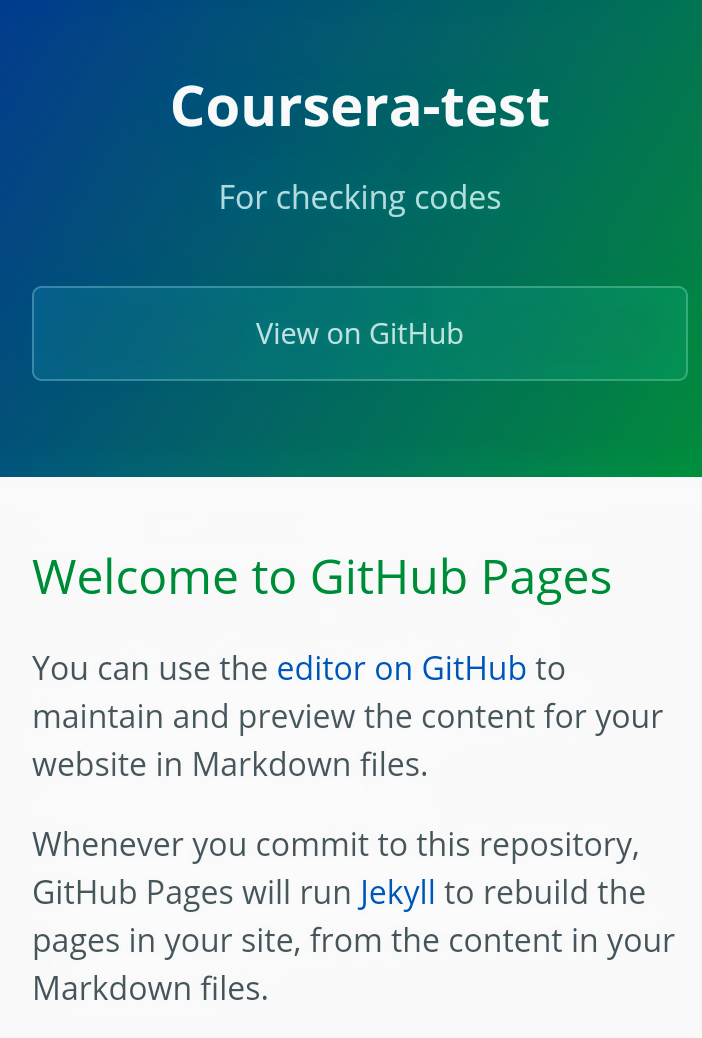 Coursera-test
For checking codes
View on GitHub
Welcome to GitHub Pages
You can use the editor on GitHub to
maintain and preview the content for your
website in Markdown files.
Whenever you commit to this repository,
GitHub Pages will run Jekyll to rebuild the
pages in your site, from the content in your
Markdown files.